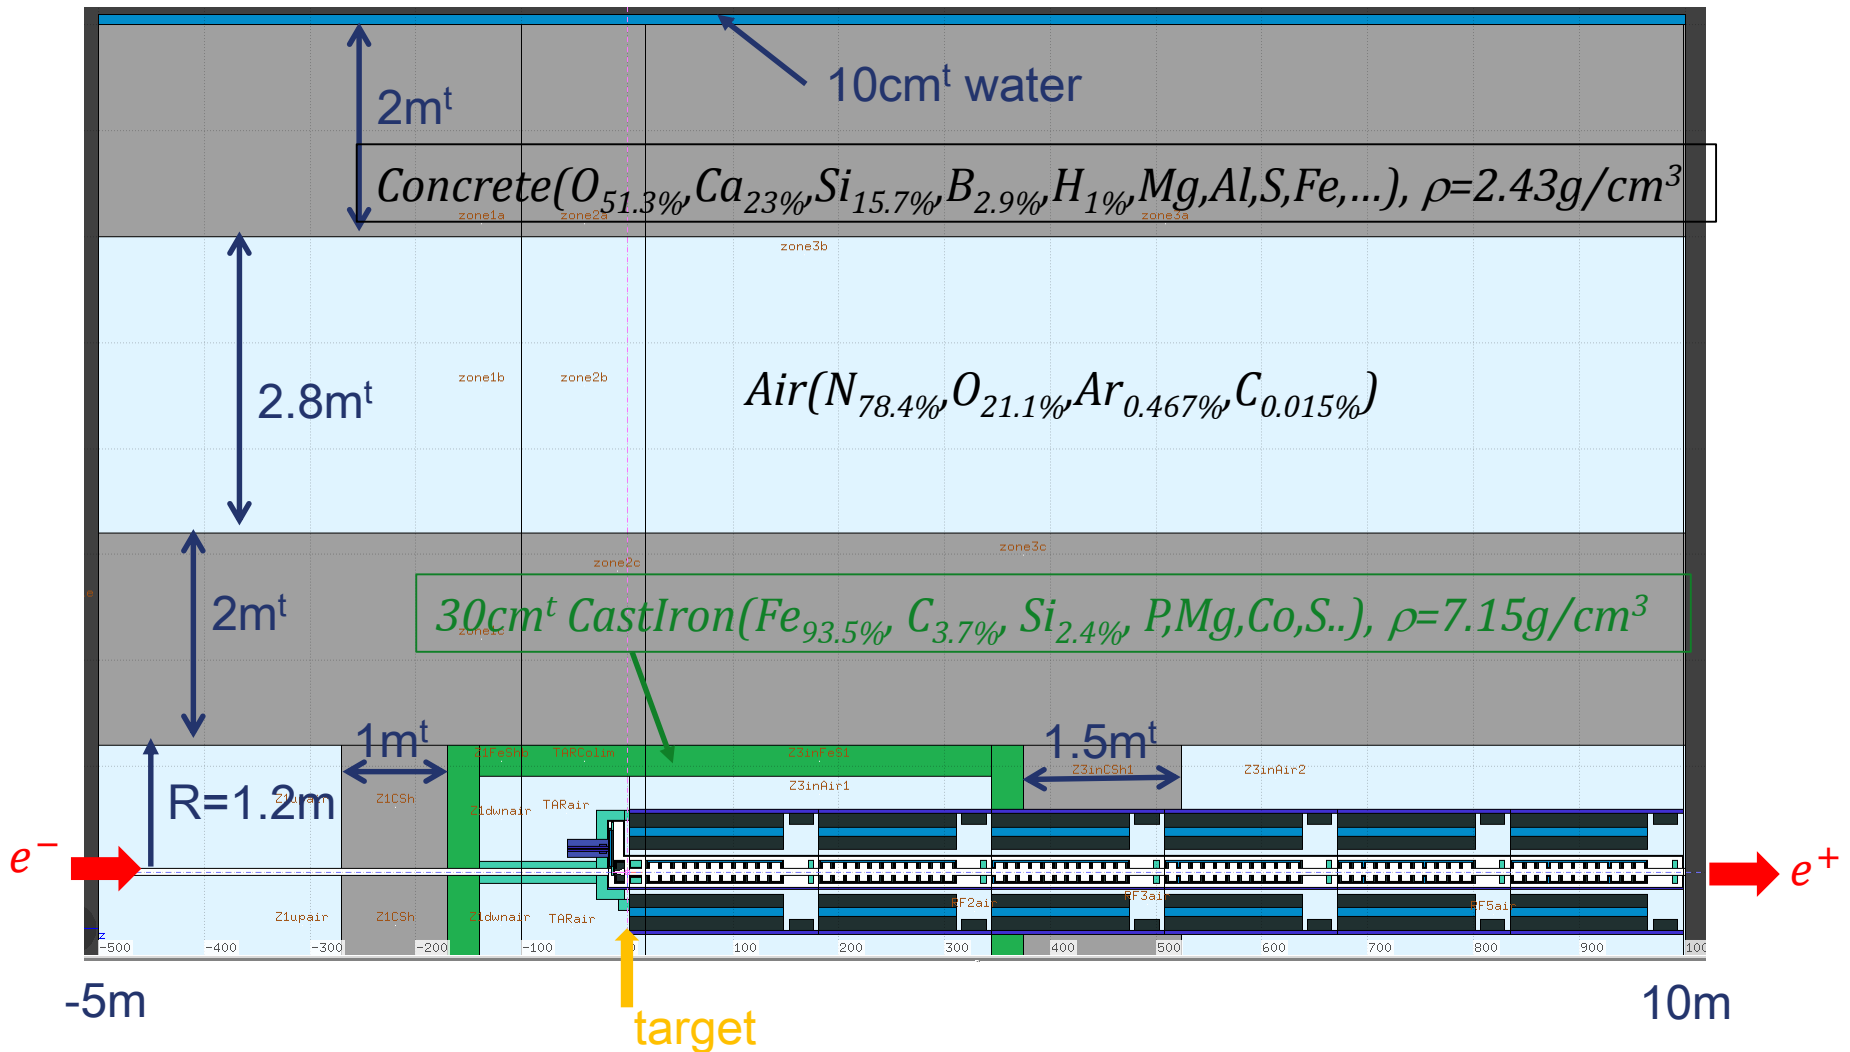 10cmᵗ water
2mᵗ
Concrete(O51.3%,Ca23%,Si15.7%,B2.9%,H1%,Mg,Al,S,Fe,...), ρ=2.43g/cm³
zone1a zone2a zone3a
zone3b
zone1b zone2b
2.8mᵗ
Air(N78.4%,O21.1%,Ar0.467%,C0.015%)
zone3c
zone2c
e
2mᵗ
30cmᵗ CastIron(Fe93.5%, C3.7%, Si2.4%, P,Mg,Co,S..), ρ=7.15g/cm³
zone1c
1mᵗ
1.5mᵗ
Z1FeShb TARColim Z3inFeS1
Z3inCSh1 Z3inAir2
Z3inAir1
R=1.2m
Z1upair Z1CSh
Z1dwnair TARair
e⁻
e⁺
RF2air RF3air RF5air
Z1upair Z1CSh Z1dwnair TARair
z
-500 -400 -300 -200 -100 0 100 200 300 400 500 600 700 800 900 100
-5m
10m
target